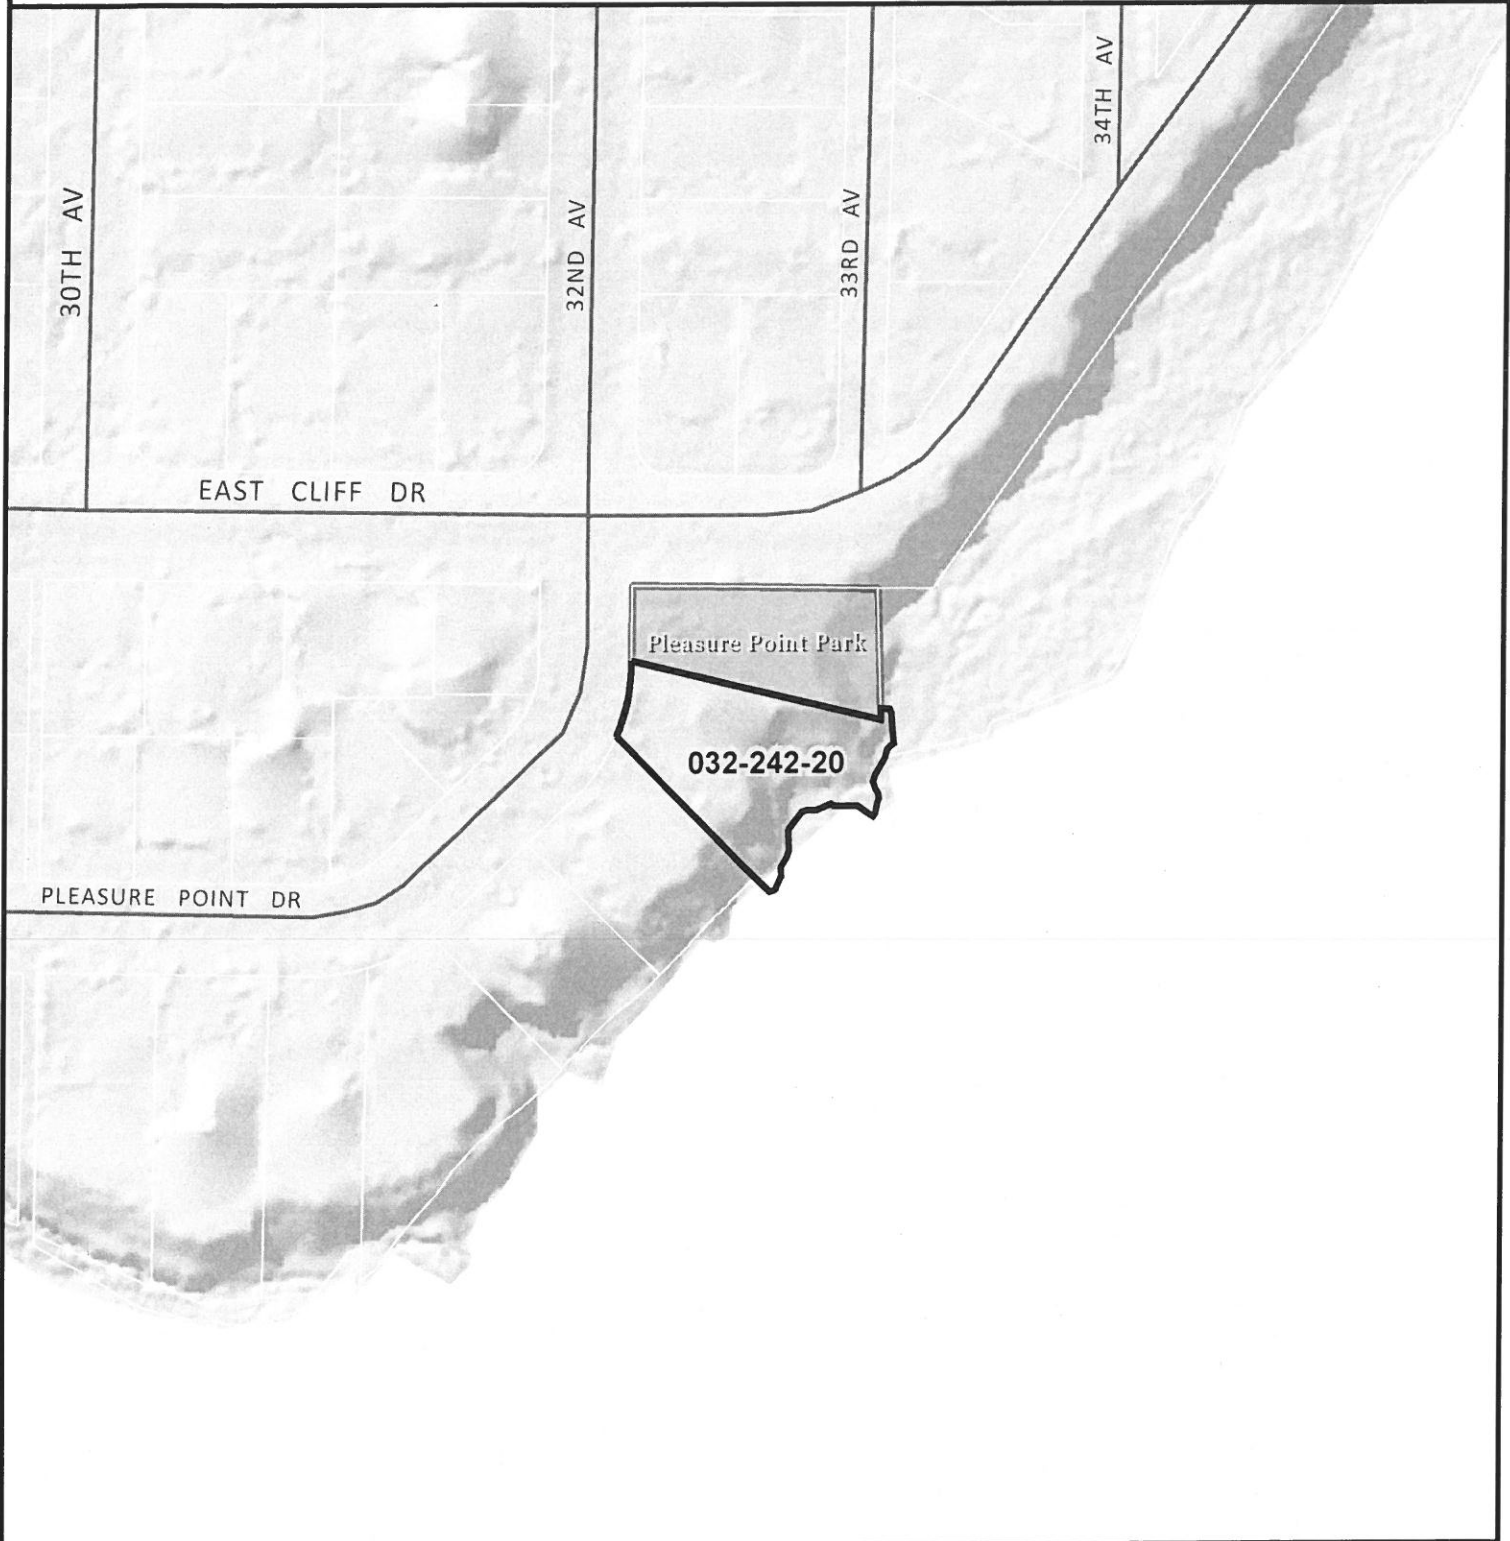 34TH AV
30TH AV
32ND AV
33RD AV
EAST CLIFF DR
Pleasure Point Park
032-242-20
PLEASURE POINT DR